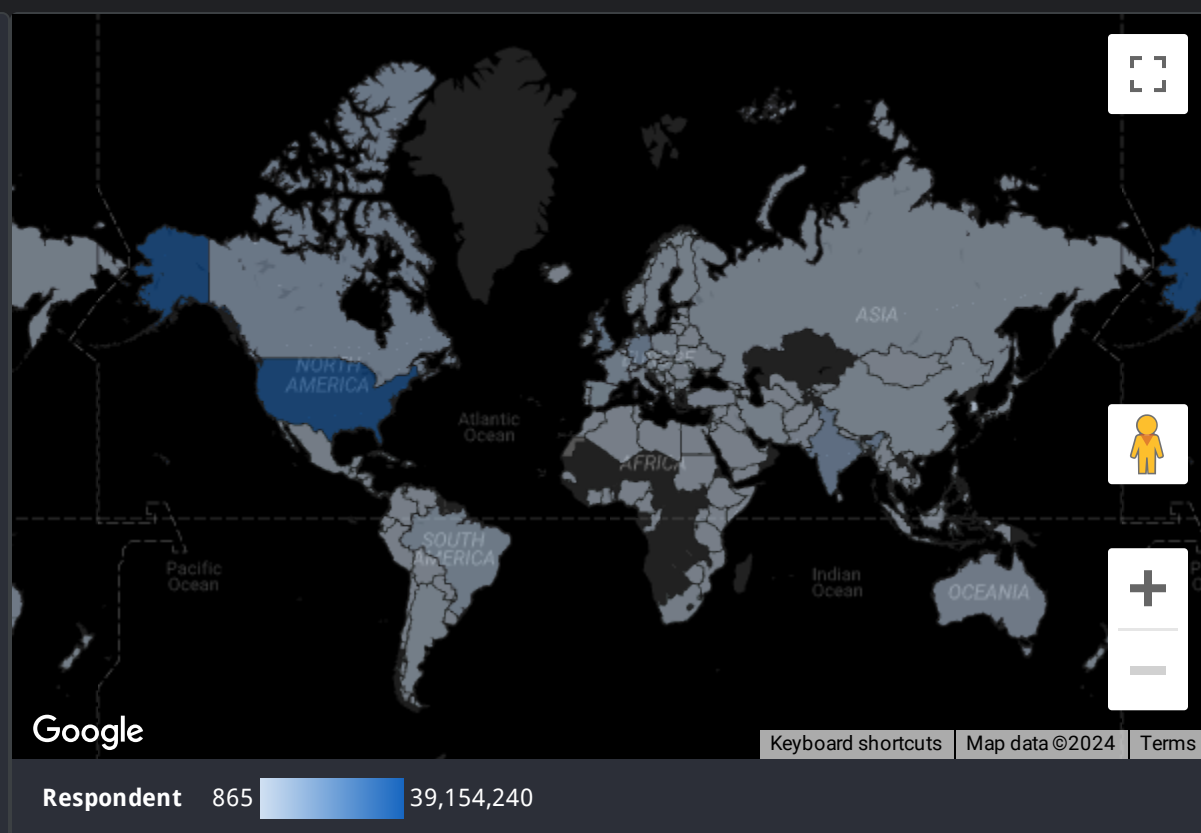 NORTH
AMERICA
ASIA
EUROPE
Atlantic
Ocean
AFRICA
SOUTH
AMERICA
Pacific
Ocean
Indian
Ocean
OCEANIA
P
Google
Keyboard shortcuts
Map data ©2024
Terms
Respondent 865 39,154,240